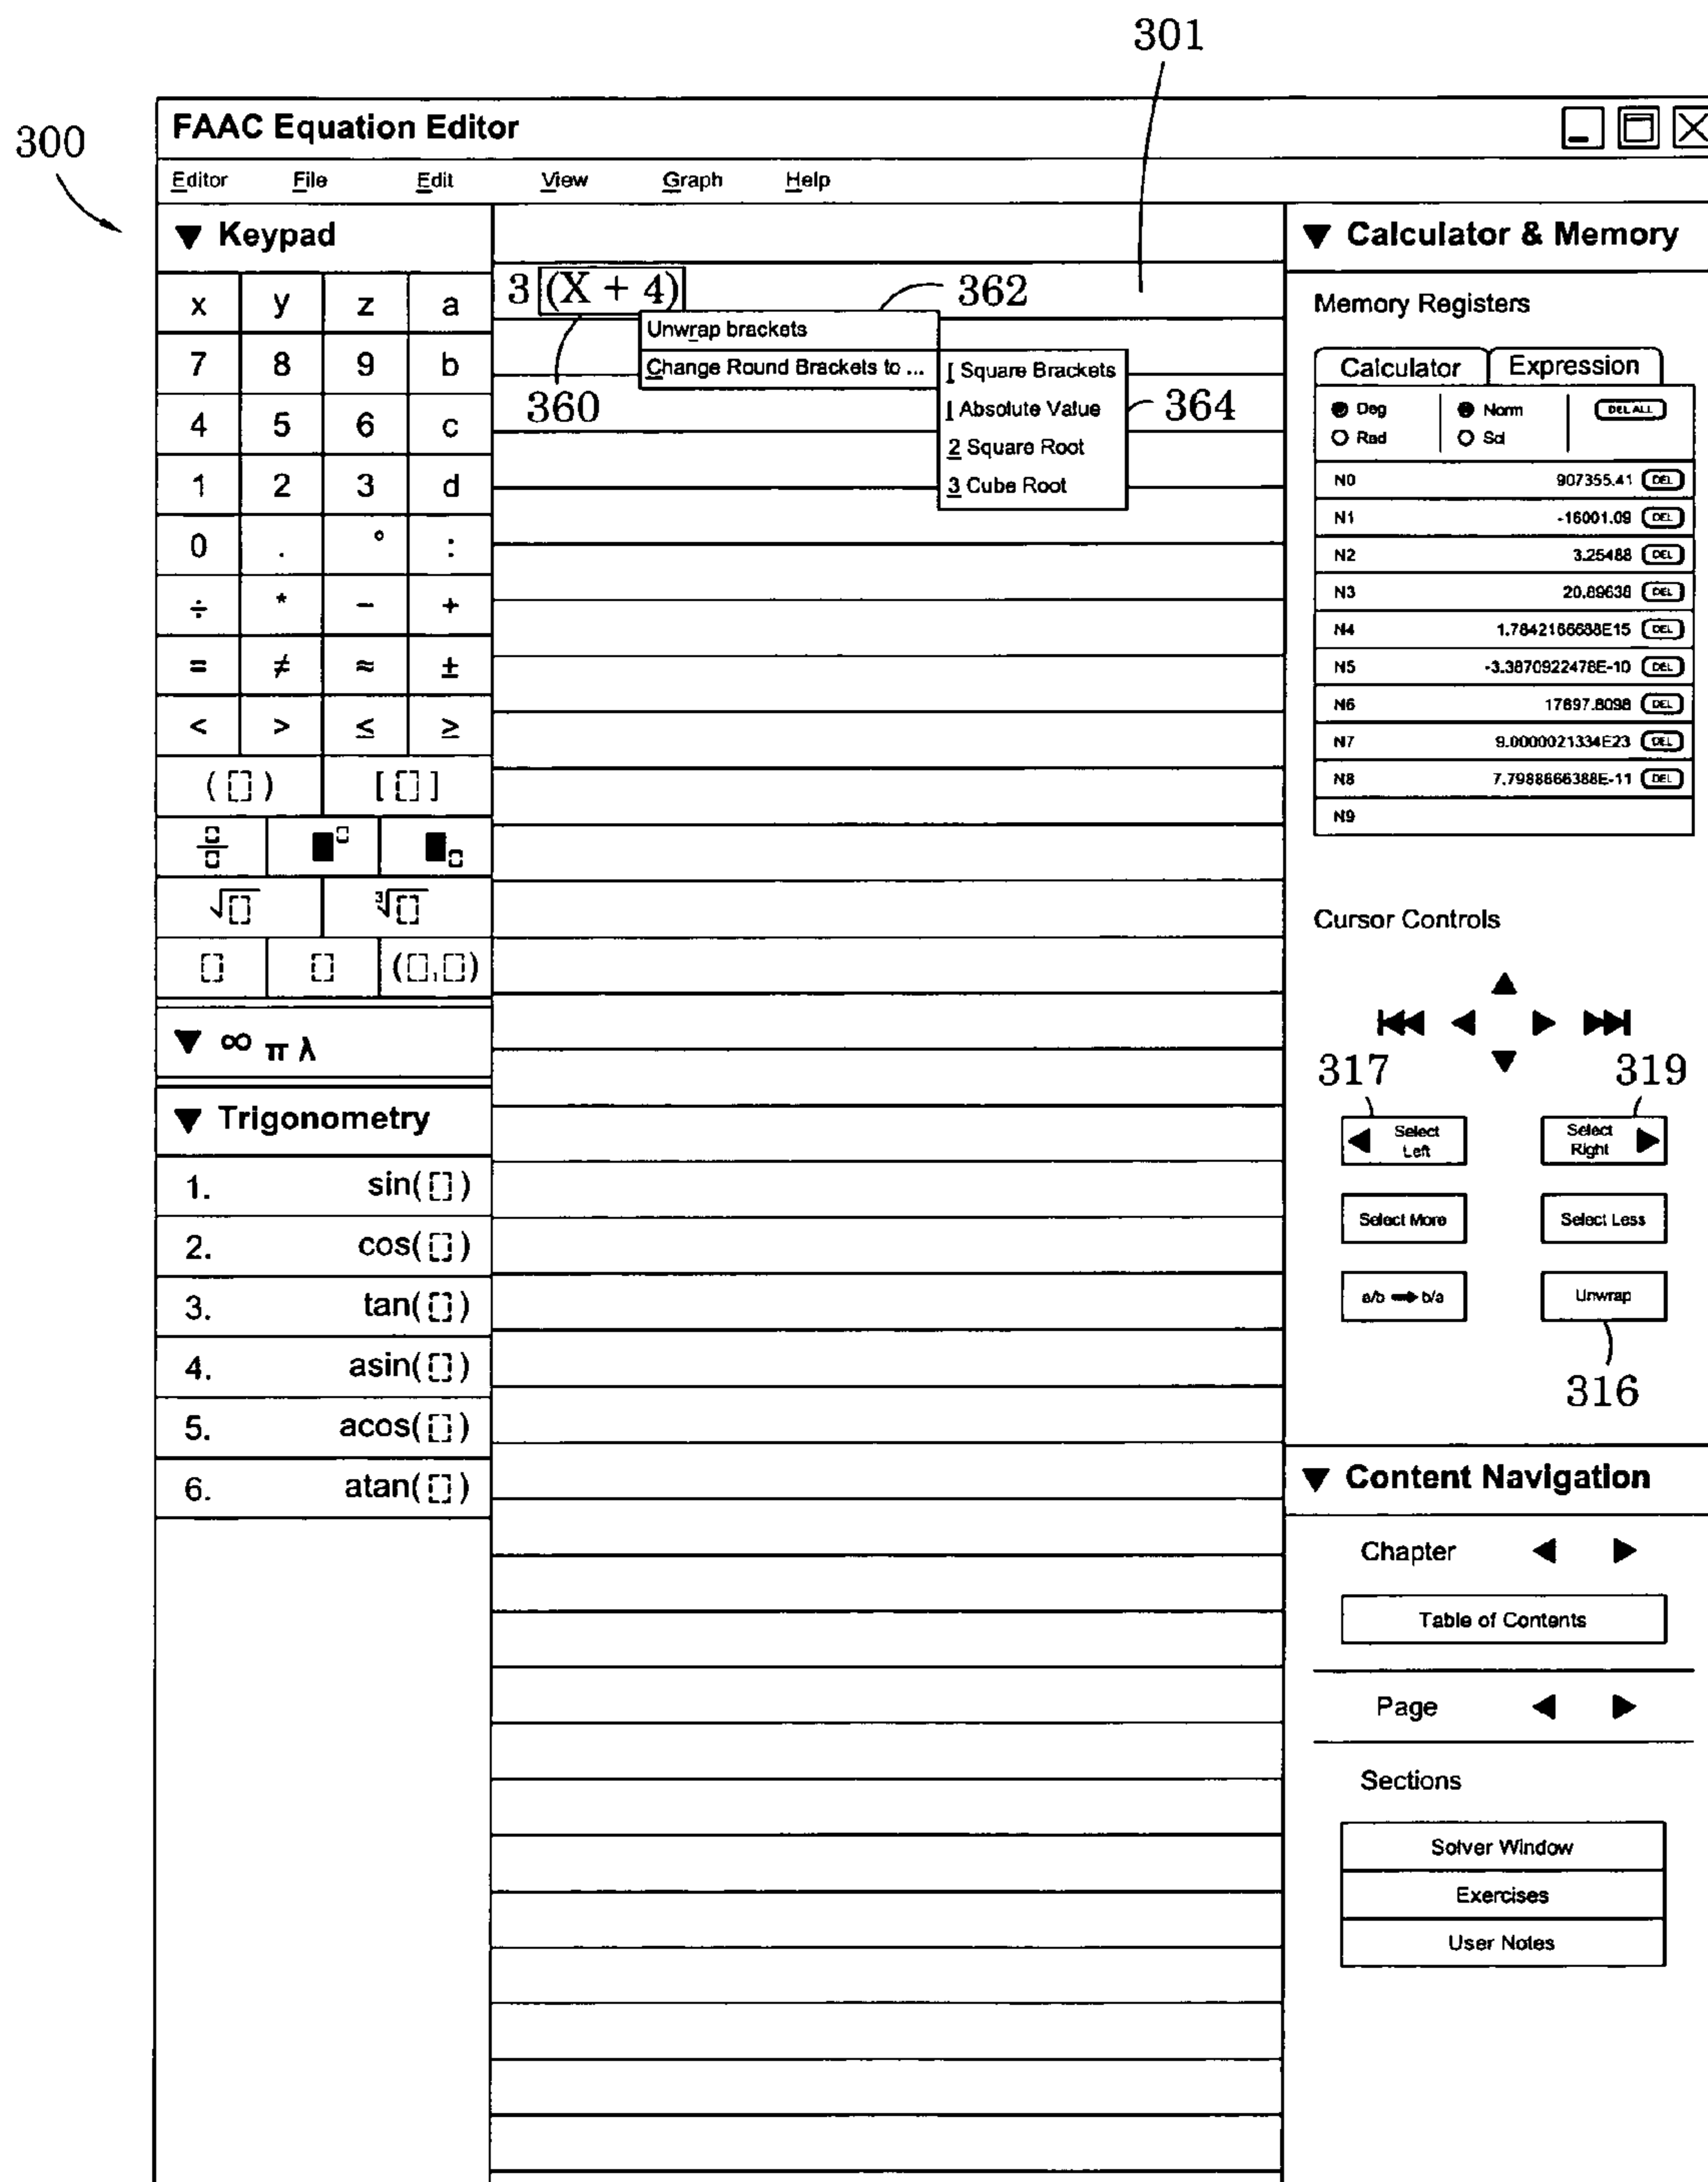 301
300
FAAC Equation Editor
Editor File Edit View Graph Help
▼ Keypad
x y z a
7 8 9 b
4 5 6 c
1 2 3 d
0 . ° :
÷ * − +
= ≠ ≈ ±
< > ≤ ≥
( ) [ ]
√ ∛
( , )
▼ ∞ π λ
▼ Trigonometry
1. sin( )
2. cos( )
3. tan( )
4. asin( )
5. acos( )
6. atan( )
3 (X + 4)
362
Unwrap brackets
Change Round Brackets to ...
360
[ Square Brackets
| Absolute Value
2 Square Root
3 Cube Root
364
▼ Calculator & Memory
Memory Registers
Calculator Expression
Deg Norm DEL ALL
Rad Sci
N0 907355.41 DEL
N1 -16001.09 DEL
N2 3.25488 DEL
N3 20.89638 DEL
N4 1.7842166688E15 DEL
N5 -3.3870922478E-10 DEL
N6 17897.8098 DEL
N7 9.0000021334E23 DEL
N8 7.7988666388E-11 DEL
N9
Cursor Controls
317 319
Select Left
Select Right
Select More Select Less
a/b ➡ b/a Unwrap
316
▼ Content Navigation
Chapter ◀ ▶
Table of Contents
Page ◀ ▶
Sections
Solver Window
Exercises
User Notes